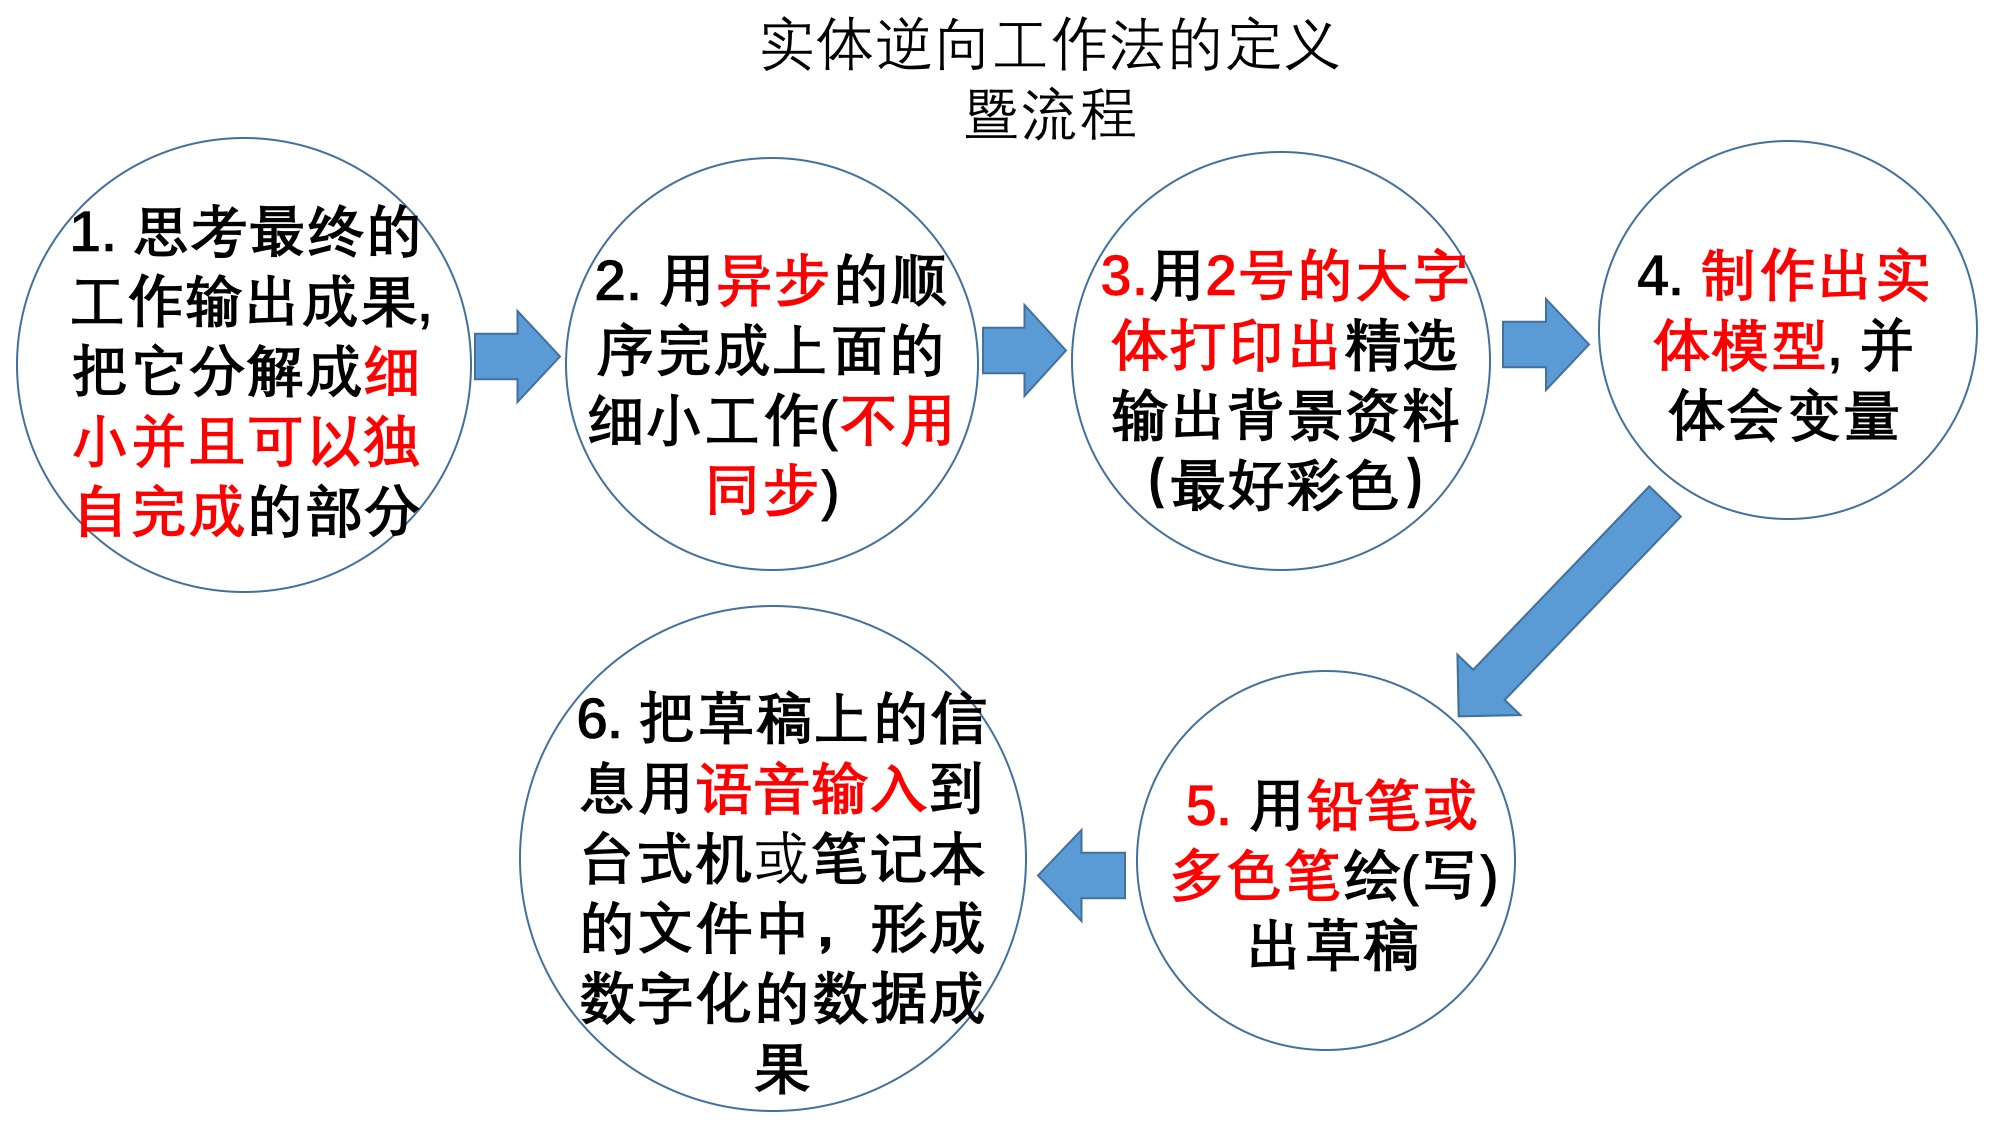 实体逆向工作法的定义
暨流程
1. 思考最终的
工作输出成果,
把它分解成细
小并且可以独
自完成的部分
2. 用异步的顺
序完成上面的
细小工作(不用
同步)
3.用2号的大字
体打印出精选
输出背景资料
(最好彩色)
4. 制作出实
体模型, 并
体会变量
5. 用铅笔或
多色笔绘(写)
出草稿
6. 把草稿上的信
息用语音输入到
台式机或笔记本
的文件中，形成
数字化的数据成
果